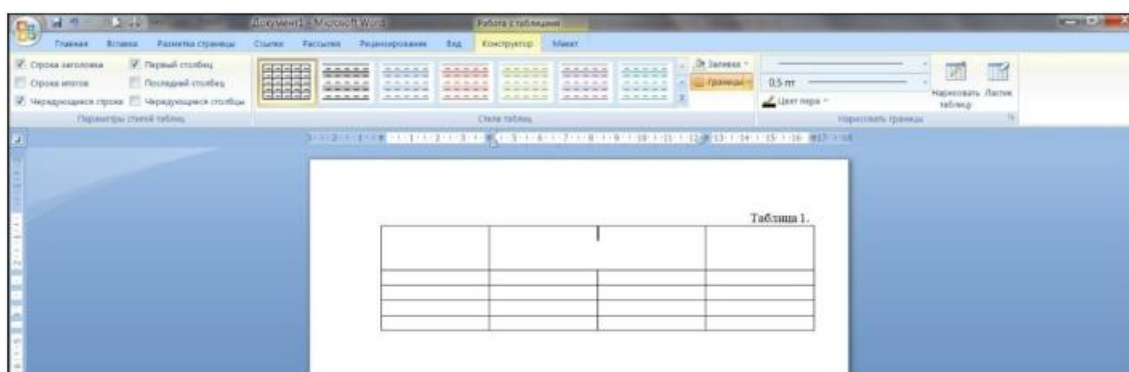 Документ1 - Microsoft Word
Работа с таблицами
Главная Вставка Разметка страницы Ссылки Рассылки Рецензирование Вид Конструктор Макет
Строка заголовка Первый столбец
Строка итогов Последний столбец
Чередующиеся строки Чередующиеся столбцы
Параметры стилей таблиц
Стили таблиц
Заливка
Границы
0,5 пт
Цвет пера
Нарисовать таблицу
Ластик
Нарисовать границы
Таблица 1.